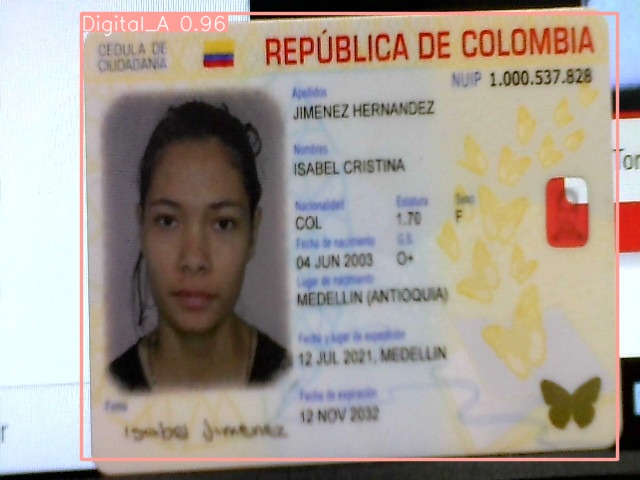 Digital_A 0.96
CÉDULA DE
CIUDADANÍA
REPÚBLICA DE COLOMBIA
NUIP 1.000.537.828
Apellidos
JIMENEZ HERNANDEZ
Nombres
ISABEL CRISTINA
Nacionalidad Estatura Sexo
COL 1.70 F
Fecha de nacimiento G.S.
04 JUN 2003 O+
Lugar de nacimiento
MEDELLIN (ANTIOQUIA)
Fecha y lugar de expedición
12 JUL 2021, MEDELLIN
Fecha de expiración
12 NOV 2032
Firma
Isabel Jimenez
Tor